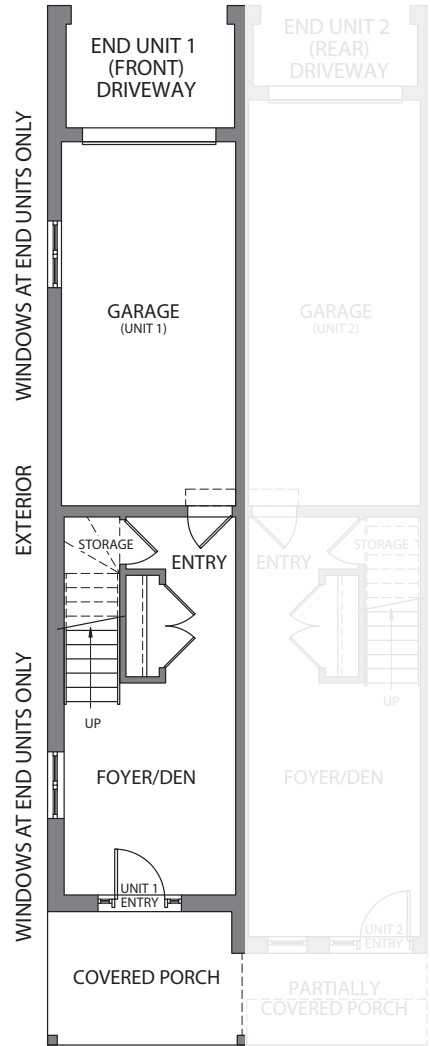 END UNIT 1
(FRONT)
DRIVEWAY
END UNIT 2
(REAR)
DRIVEWAY
WINDOWS AT END UNITS ONLY
GARAGE
(UNIT 1)
GARAGE
(UNIT 2)
EXTERIOR
STORAGE
ENTRY
ENTRY
STORAGE
UP
UP
WINDOWS AT END UNITS ONLY
FOYER/DEN
FOYER/DEN
UNIT 1
ENTRY
UNIT 2
ENTRY
COVERED PORCH
PARTIALLY
COVERED PORCH